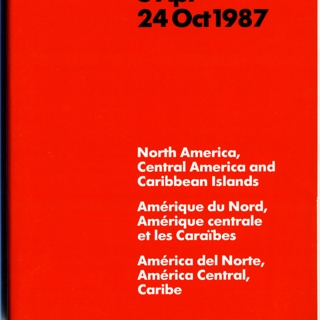 24 Oct 1987
North America,
Central America and
Caribbean Islands
Amérique du Nord,
Amérique centrale
et les Caraïbes
América del Norte,
América Central,
Caribe